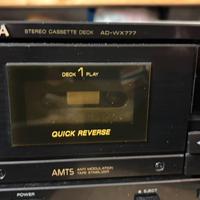 A STEREO CASSETTE DECK AD-WX777
DECK 1 PLAY
QUICK REVERSE
AMTS ANTI MODULATION
TAPE STABILIZER
POWER
EJECT